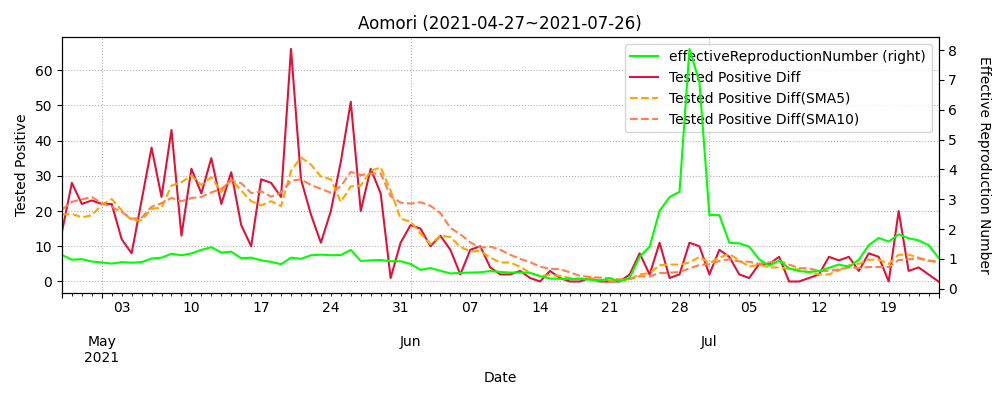 Aomori (2021-04-27~2021-07-26)
effectiveReproductionNumber (right)
Tested Positive Diff
Tested Positive Diff(SMA5)
Tested Positive Diff(SMA10)
Tested Positive
60
50
40
30
20
10
0
8
7
6
5
4
3
2
1
0
Effective Reproduction Number
03 10 17 24 31 07 14 21 28 05 12 19
May Jun Jul
2021
Date